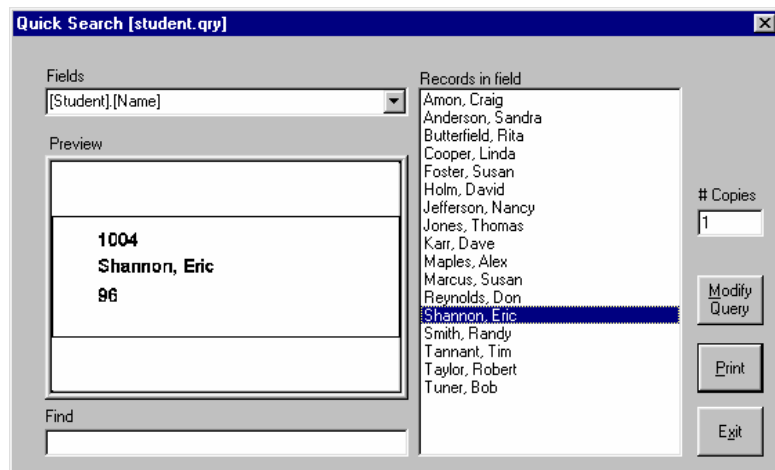 Quick Search [student.qry]
Fields
[Student].[Name]
Preview
1004
Shannon, Eric
96
Find
Records in field
Amon, Craig
Anderson, Sandra
Butterfield, Rita
Cooper, Linda
Foster, Susan
Holm, David
Jefferson, Nancy
Jones, Thomas
Karr, Dave
Maples, Alex
Marcus, Susan
Reynolds, Don
Shannon, Eric
Smith, Randy
Tannant, Tim
Taylor, Robert
Tuner, Bob
# Copies
1
Modify
Query
Print
Exit